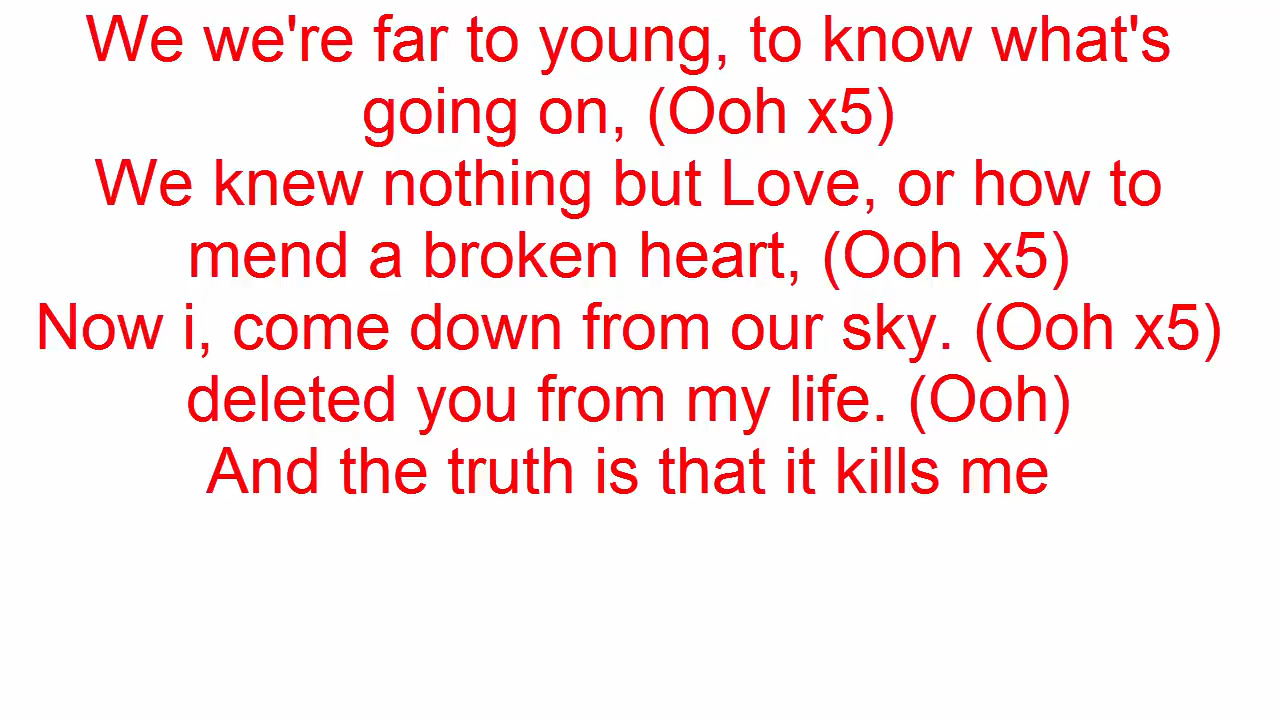 We we're far to young, to know what's
going on, (Ooh x5)
We knew nothing but Love, or how to
mend a broken heart, (Ooh x5)
Now i, come down from our sky. (Ooh x5)
deleted you from my life. (Ooh)
And the truth is that it kills me